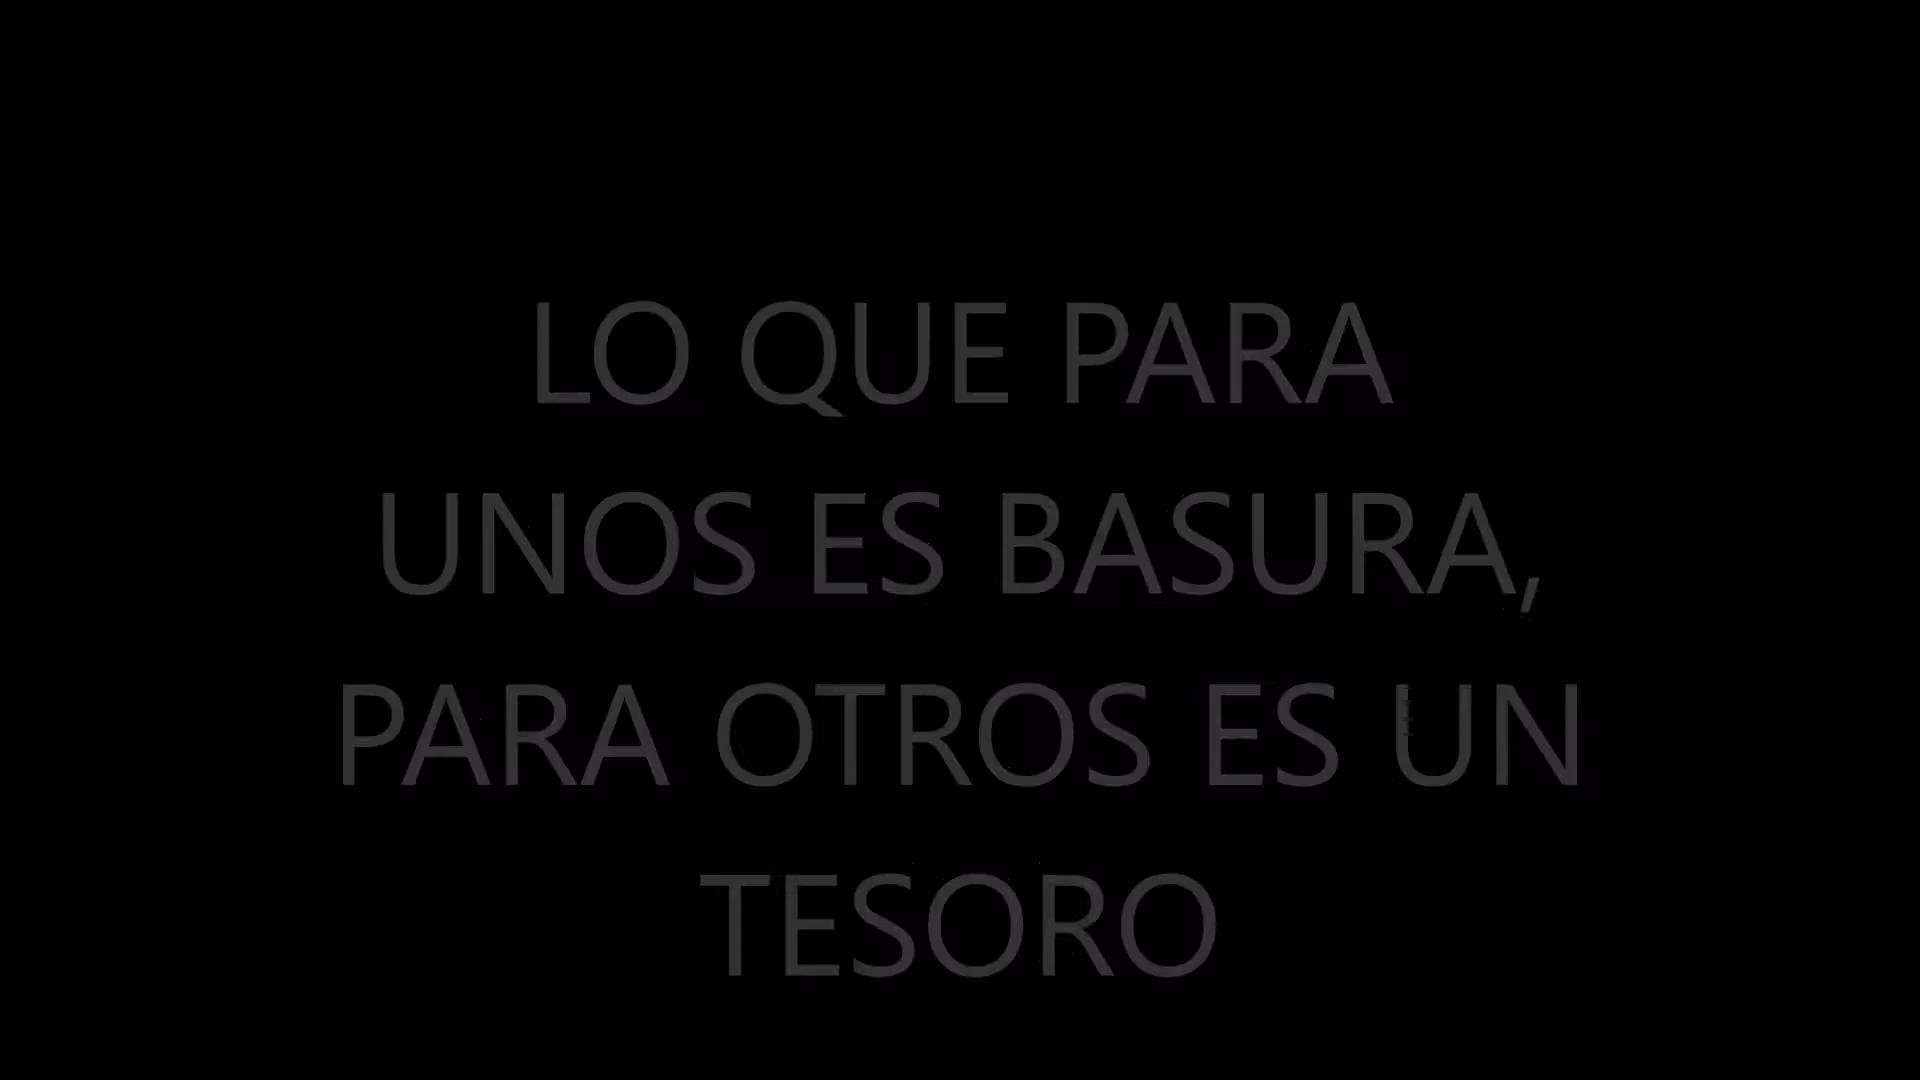 LO QUE PARA
UNOS ES BASURA,
PARA OTROS ES UN
TESORO